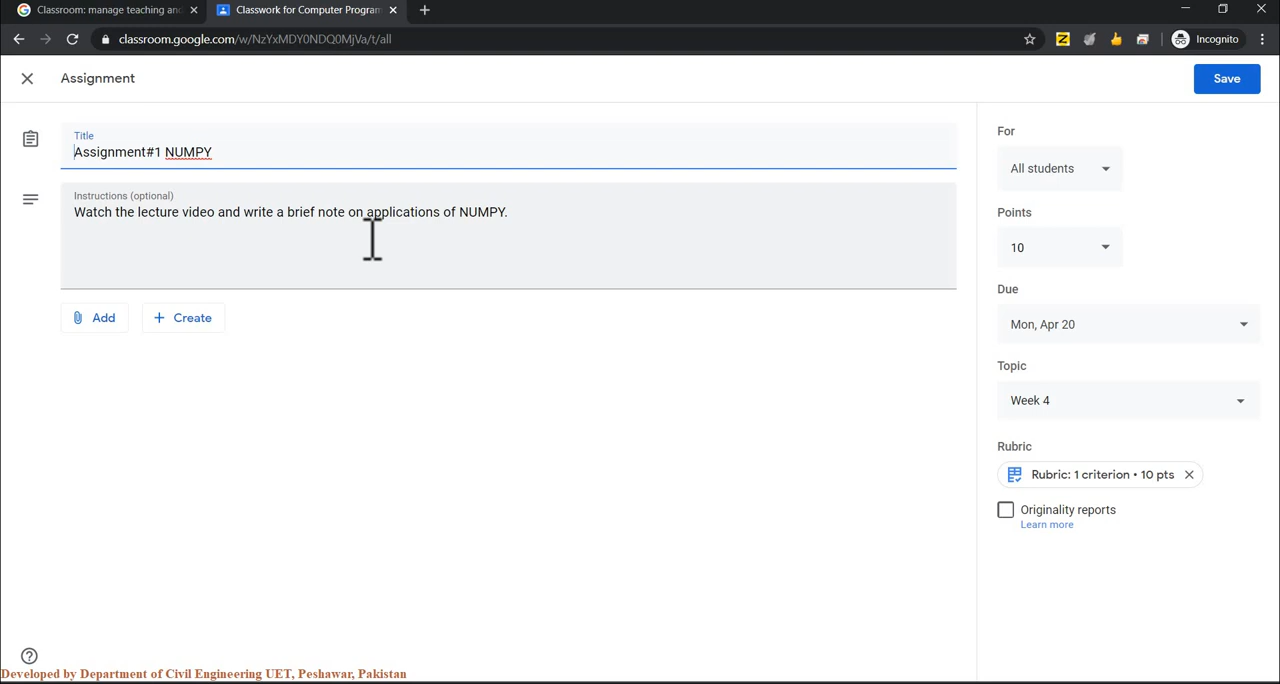 Classroom: manage teaching and
Classwork for Computer Program
classroom.google.com/w/NzYxMDY0NDQ0MjVa/t/all
Incognito
Assignment
Save
Title
Assignment#1 NUMPY
Instructions (optional)
Watch the lecture video and write a brief note on applications of NUMPY.
Add
Create
For
All students
Points
10
Due
Mon, Apr 20
Topic
Week 4
Rubric
Rubric: 1 criterion • 10 pts
Originality reports
Learn more
Developed by Department of Civil Engineering UET, Peshawar, Pakistan